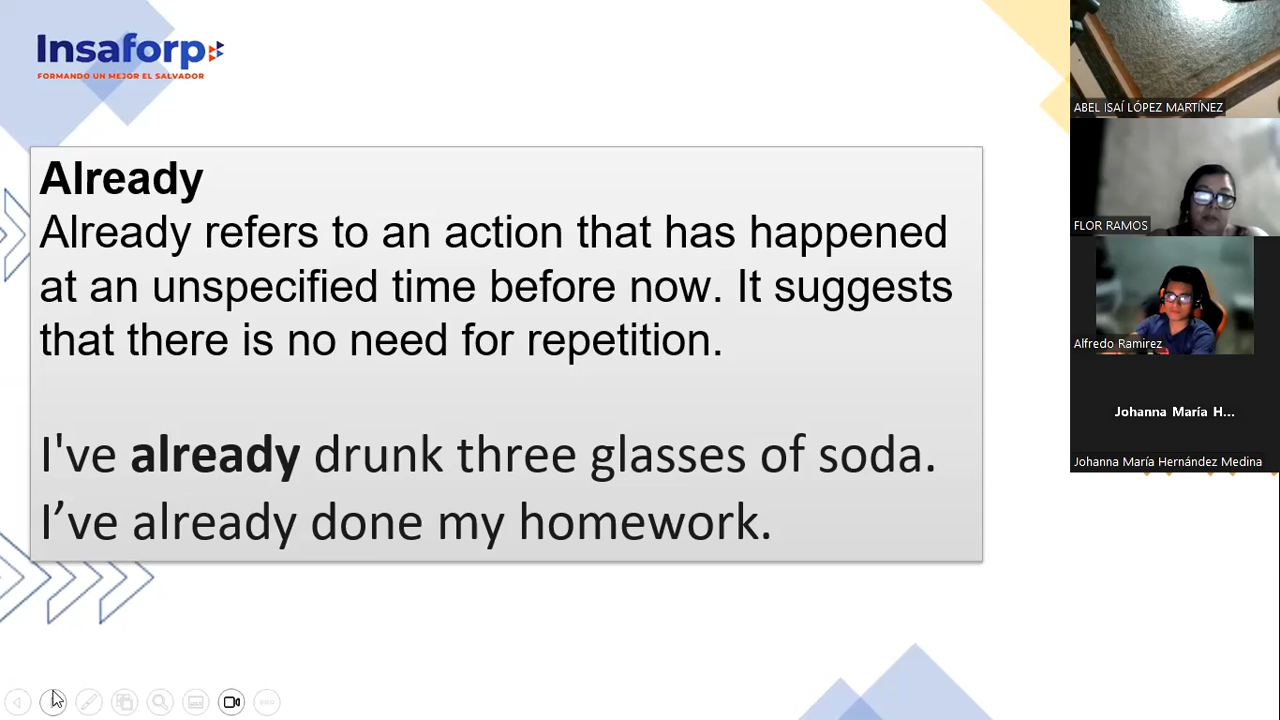 Insaforp
FORMANDO UN MEJOR EL SALVADOR
Already
Already refers to an action that has happened
at an unspecified time before now. It suggests
that there is no need for repetition.
I've already drunk three glasses of soda.
I’ve already done my homework.
ABEL ISAÍ LÓPEZ MARTÍNEZ
FLOR RAMOS
Alfredo Ramirez
Johanna María H...
Johanna María Hernández Medina